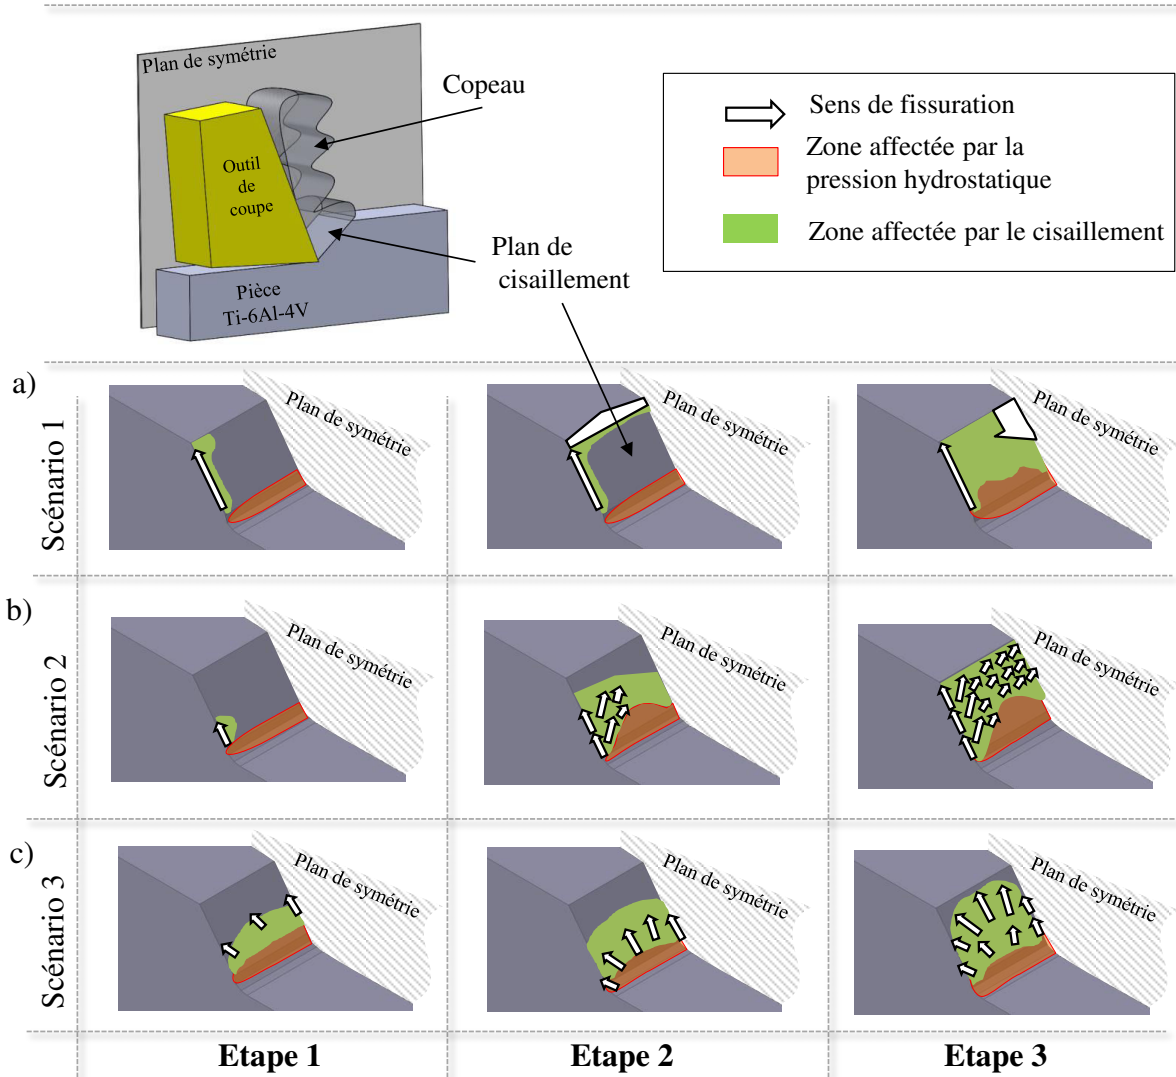 Plan de symétrie
Copeau
Outil
de
coupe
Plan de
cisaillement
Pièce
Ti-6Al-4V
Sens de fissuration
Zone affectée par la
pression hydrostatique
Zone affectée par le cisaillement
a)
Scénario 1
Plan de symétrie
Plan de symétrie
Plan de symétrie
b)
Scénario 2
Plan de symétrie
Plan de symétrie
Plan de symétrie
c)
Scénario 3
Plan de symétrie
Plan de symétrie
Plan de symétrie
Etape 1
Etape 2
Etape 3